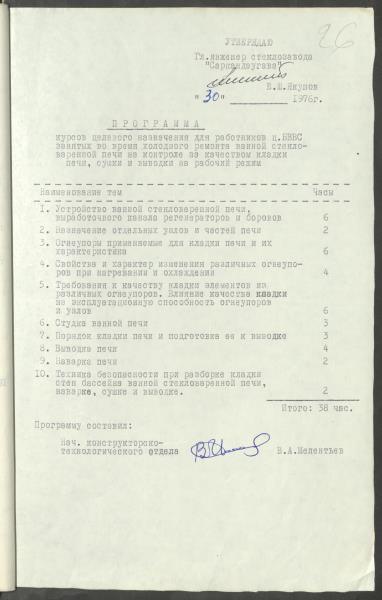 26
УТВЕРЖДАЮ
Гл.инженер стеклозавода
"Саркандаугава"
В.М.Якупов
"30" 1976г.
ПРОГРАММА
курсов целевого назначения для работников ц.БВВС
занятых во время холодного ремонта ванной стекло-
варенной печи на контроле за качеством кладки
печи, сушки и выводки на рабочий режим
Наименование тем Часы
1. Устройство ванной стекловаренной печи,
выработочного канала регенераторов и боровов 6
2. Назначение отдельных узлов и частей печи 2
3. Огнеупоры применяемые для кладки печи и их
характеристика 6
4. Свойства и характер изменения различных огнеупо-
ров при нагревании и охлаждении 4
5. Требования к качеству кладки элементов из
различных огнеупоров. Влияние качества кладки
на эксплуатационную способность огнеупоров
и узлов 6
6. Студка ванной печи 3
7. Порядок кладки печи и подготовка ее к выводке 3
8. Выводка печи 4
9. Наварка печи 2
10. Техника безопасности при разборке кладки
стен бассейна ванной стекловаренной печи,
наварке, сушке и выводке. 2
Итого: 38 час.
Программу составил:
Нач. конструкторско-
технологического отдела В.А.Мелентьев